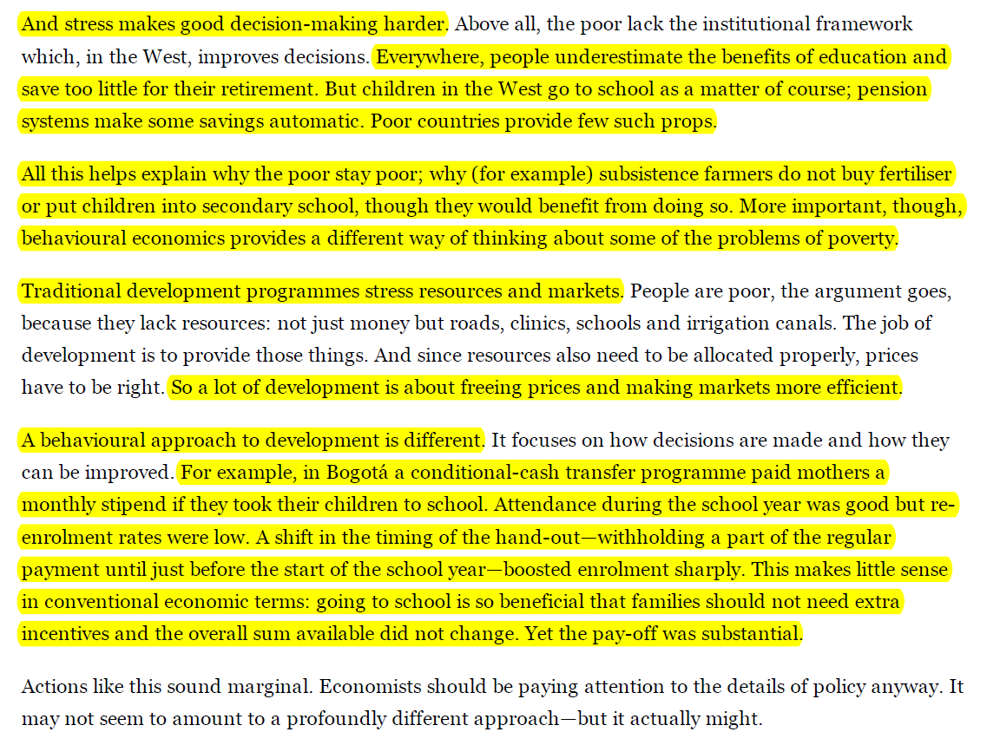 And stress makes good decision-making harder. Above all, the poor lack the institutional framework
which, in the West, improves decisions. Everywhere, people underestimate the benefits of education and
save too little for their retirement. But children in the West go to school as a matter of course; pension
systems make some savings automatic. Poor countries provide few such props.
All this helps explain why the poor stay poor; why (for example) subsistence farmers do not buy fertiliser
or put children into secondary school, though they would benefit from doing so. More important, though,
behavioural economics provides a different way of thinking about some of the problems of poverty.
Traditional development programmes stress resources and markets. People are poor, the argument goes,
because they lack resources: not just money but roads, clinics, schools and irrigation canals. The job of
development is to provide those things. And since resources also need to be allocated properly, prices
have to be right. So a lot of development is about freeing prices and making markets more efficient.
A behavioural approach to development is different. It focuses on how decisions are made and how they
can be improved. For example, in Bogotá a conditional-cash transfer programme paid mothers a
monthly stipend if they took their children to school. Attendance during the school year was good but re-
enrolment rates were low. A shift in the timing of the hand-out—withholding a part of the regular
payment until just before the start of the school year—boosted enrolment sharply. This makes little sense
in conventional economic terms: going to school is so beneficial that families should not need extra
incentives and the overall sum available did not change. Yet the pay-off was substantial.
Actions like this sound marginal. Economists should be paying attention to the details of policy anyway. It
may not seem to amount to a profoundly different approach—but it actually might.